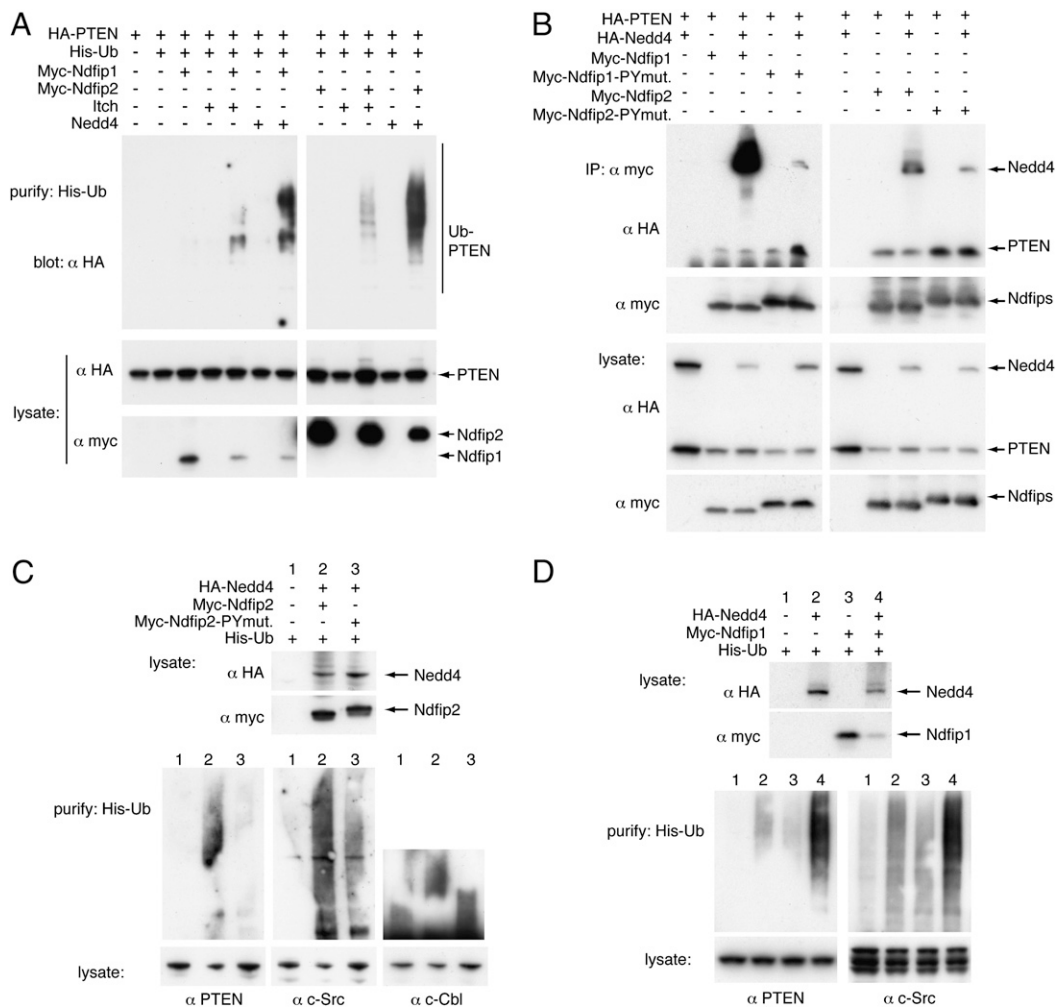 A
HA-PTEN + + + + + + + + + + + + +
His-Ub - + + + + + + + + + + + +
Myc-Ndfip1 - - + - + - + - - - - - -
Myc-Ndfip2 - - - - - - - + - + - +
Itch - - - + + - - - + + - -
Nedd4 - - - - - + + - - - + +
purify: His-Ub
blot: α HA
Ub-
PTEN
lysate:
α HA
PTEN
α myc
Ndfip2
Ndfip1
B
HA-PTEN + + + + + + + + + + +
HA-Nedd4 + - + - + + - + - +
Myc-Ndfip1 - + + - - - - - - -
Myc-Ndfip1-PYmut. - - - + + - - - - -
Myc-Ndfip2 - - - - - - + + - -
Myc-Ndfip2-PYmut. - - - - - - - - + +
IP: α myc
Nedd4
α HA
PTEN
α myc
Ndfips
lysate:
Nedd4
α HA
PTEN
α myc
Ndfips
C
1 2 3
HA-Nedd4 - + +
Myc-Ndfip2 - + -
Myc-Ndfip2-PYmut. - - +
His-Ub + + +
lysate:
α HA
Nedd4
α myc
Ndfip2
1 2 3 1 2 3 1 2 3
purify: His-Ub
lysate:
α PTEN α c-Src α c-Cbl
D
1 2 3 4
HA-Nedd4 - + - +
Myc-Ndfip1 - - + +
His-Ub + + + +
lysate:
α HA
Nedd4
α myc
Ndfip1
1 2 3 4 1 2 3 4
purify: His-Ub
lysate:
α PTEN α c-Src